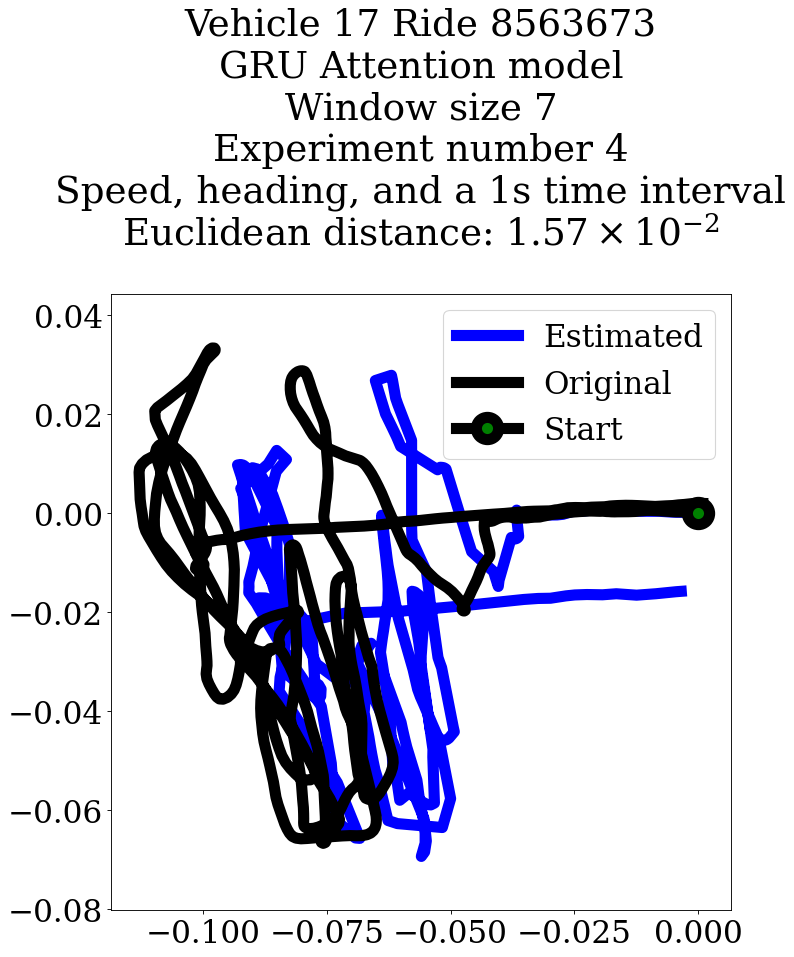 Vehicle 17 Ride 8563673
GRU Attention model
Window size 7
Experiment number 4
Speed, heading, and a 1s time interval
Euclidean distance: 1.57 × 10⁻²
Estimated
Original
Start
0.04
0.02
0.00
−0.02
−0.04
−0.06
−0.08
−0.100 −0.075 −0.050 −0.025 0.000